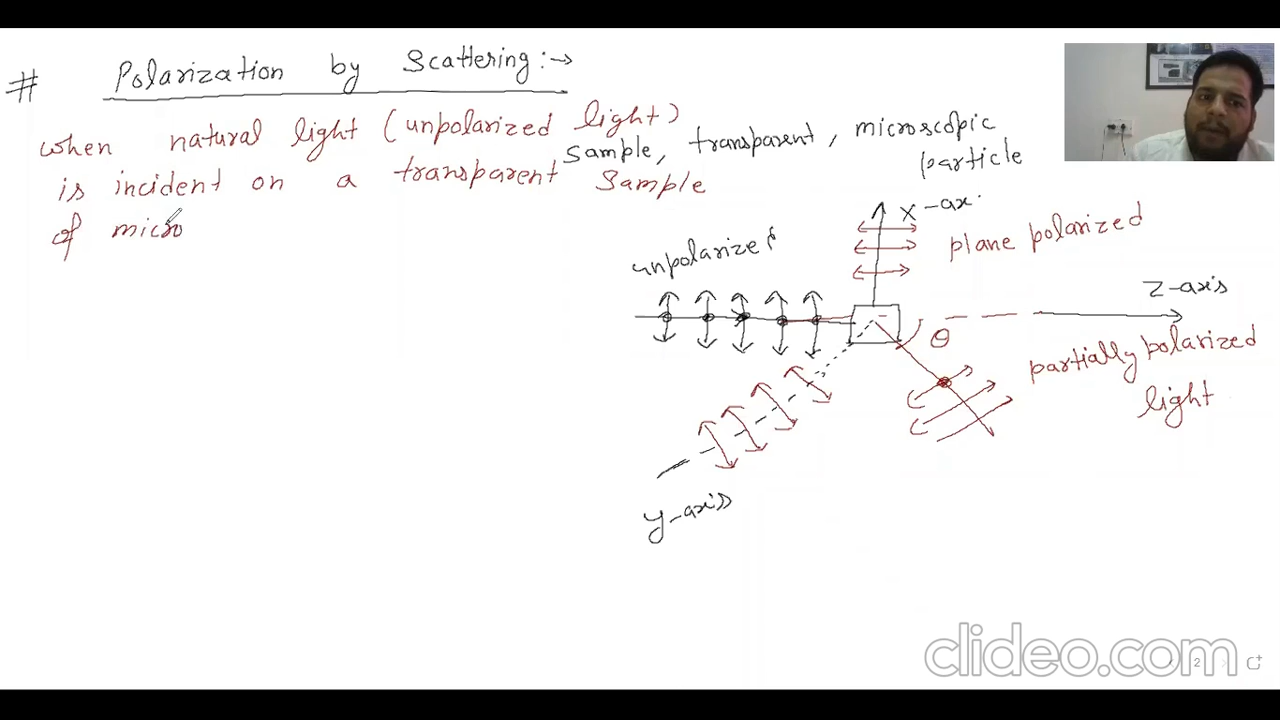 # Polarization by Scattering:→
when natural light (unpolarized light)
is incident on a transparent sample
of micro
sample, transparent, microscopic
particle
x-ax
plane polarized
unpolarized
z-axis
θ
partially polarized
light
y-axis
clideo.com
2